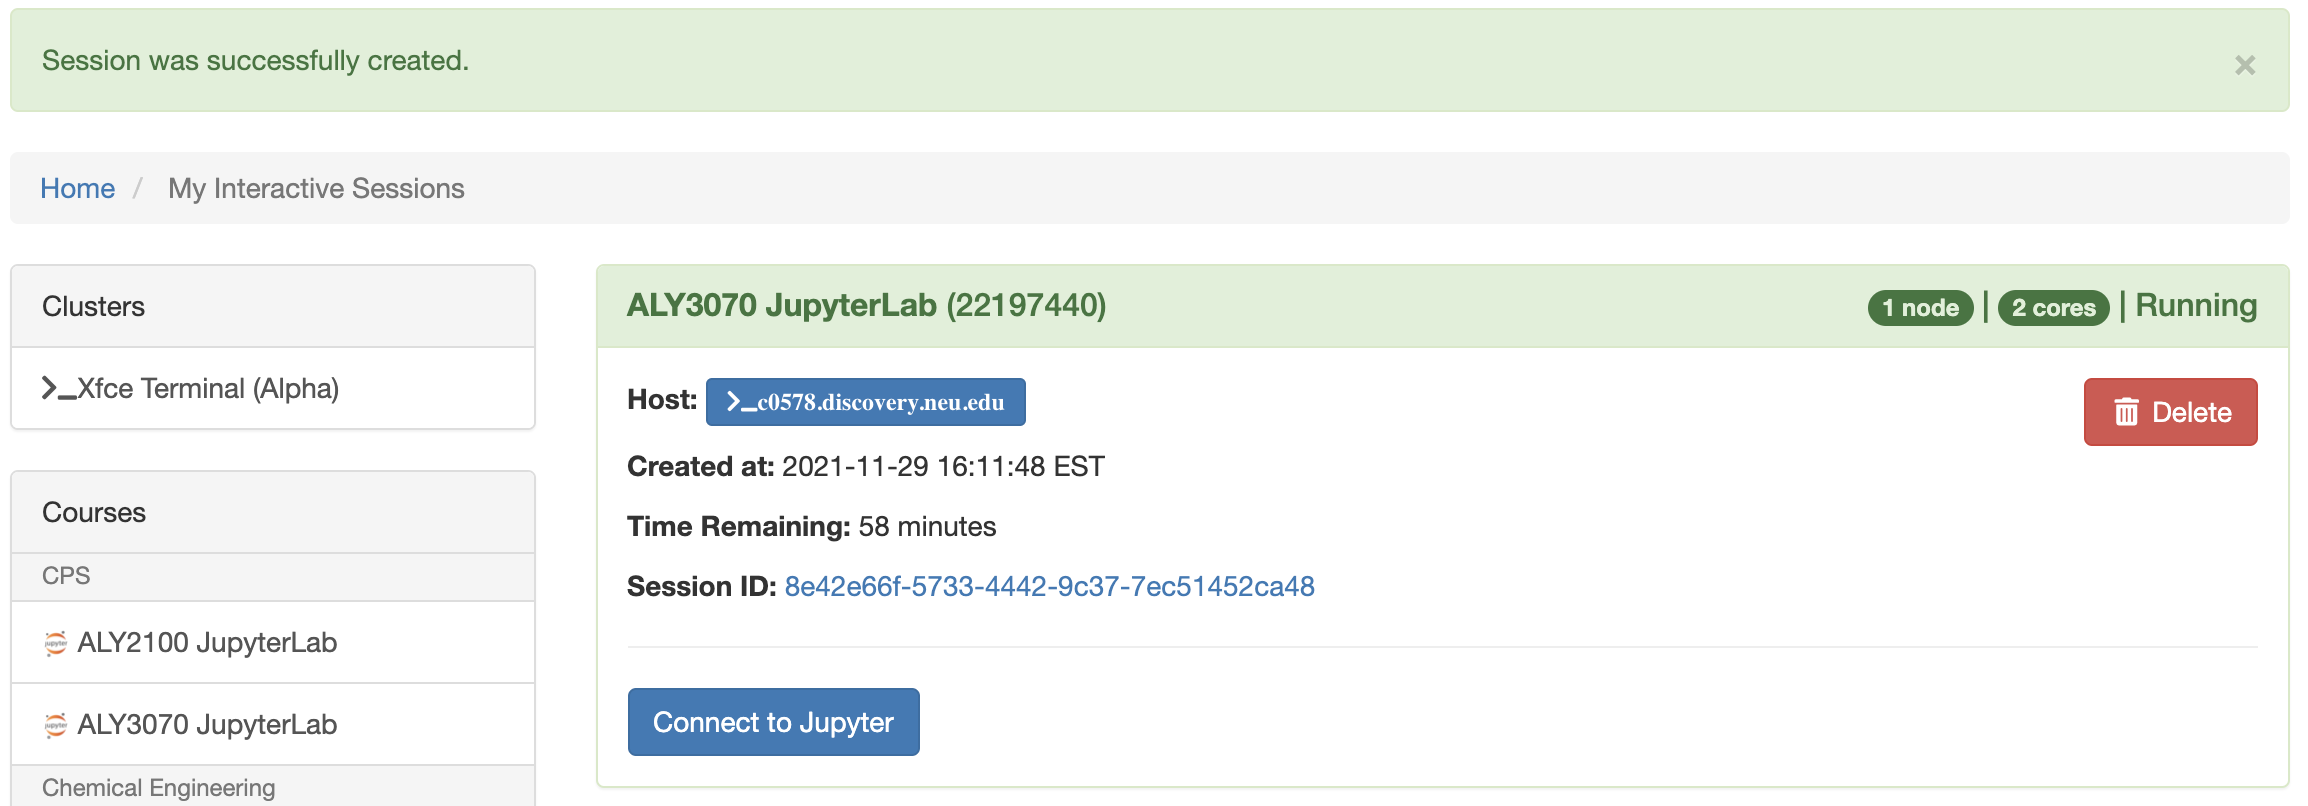 Session was successfully created.
×
Home / My Interactive Sessions
Clusters
>_Xfce Terminal (Alpha)
Courses
CPS
ALY2100 JupyterLab
ALY3070 JupyterLab
Chemical Engineering
ALY3070 JupyterLab (22197440)
1 node | 2 cores | Running
Host: >_c0578.discovery.neu.edu
Delete
Created at: 2021-11-29 16:11:48 EST
Time Remaining: 58 minutes
Session ID: 8e42e66f-5733-4442-9c37-7ec51452ca48
Connect to Jupyter